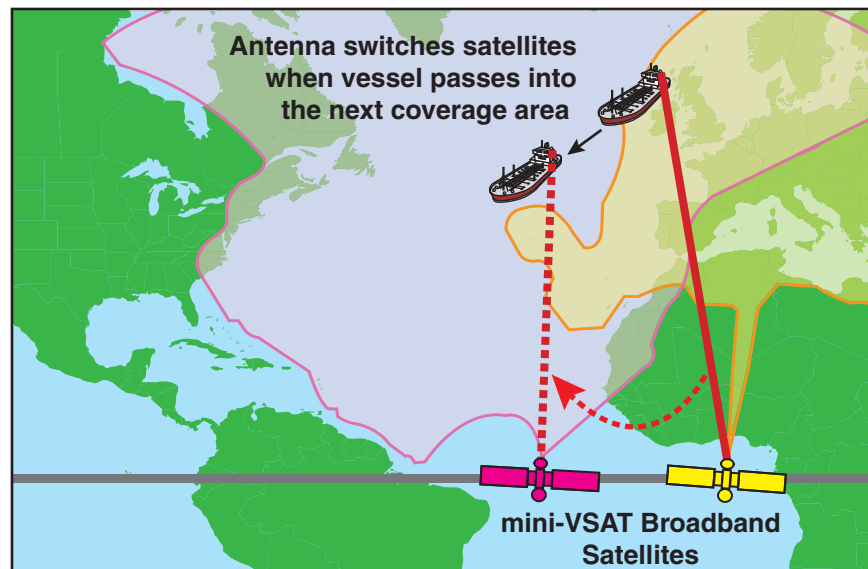 Antenna switches satellites
when vessel passes into
the next coverage area
mini-VSAT Broadband
Satellites